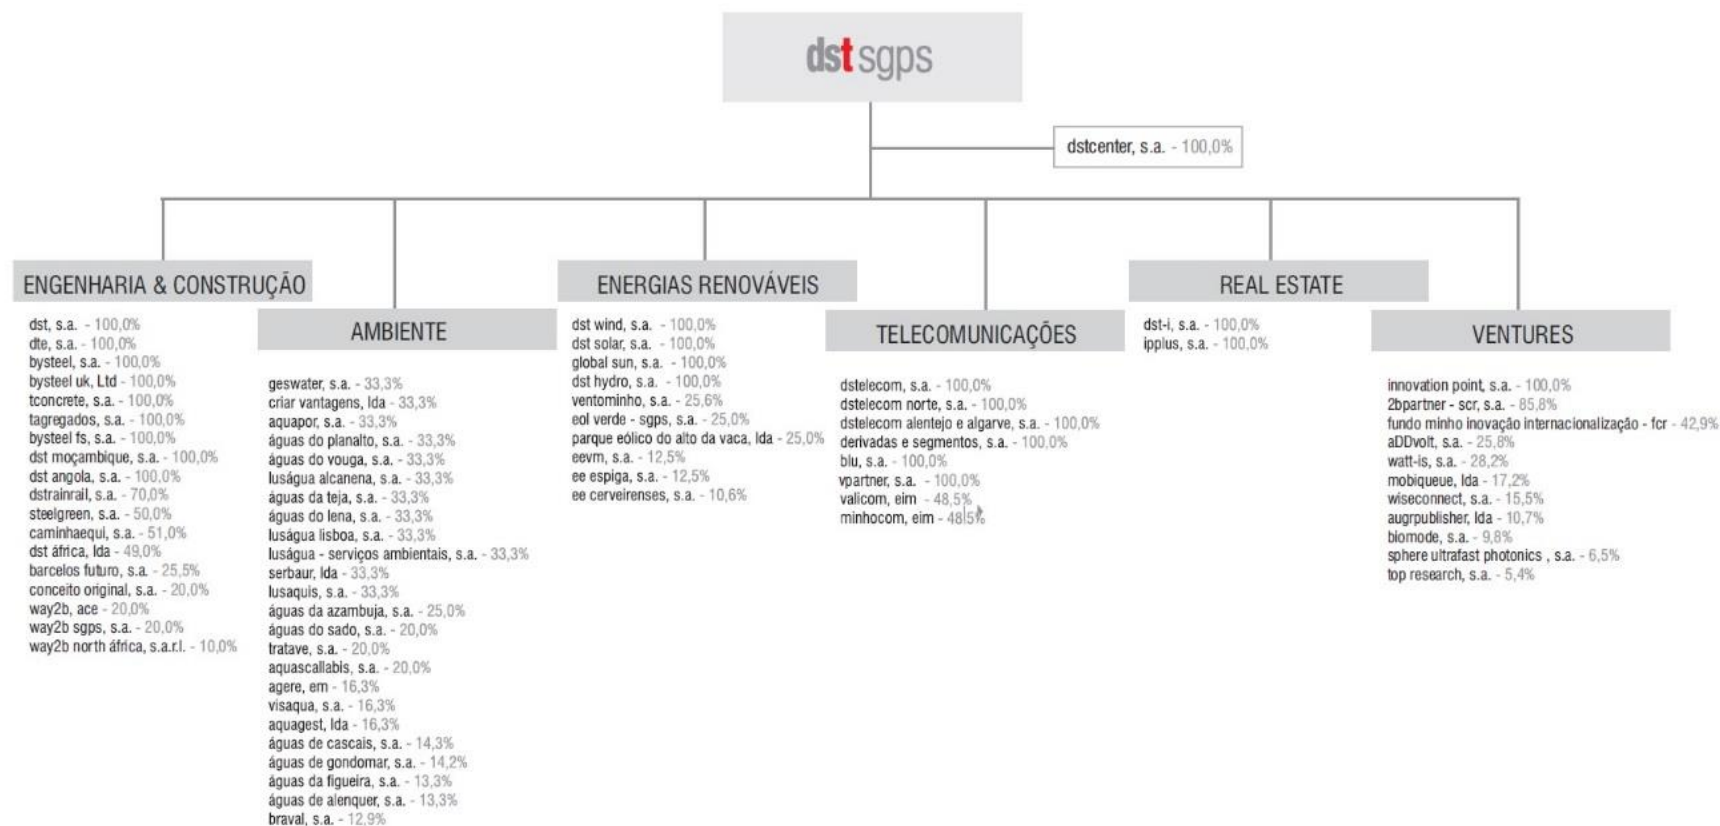 dstsgps
dstcenter, s.a. - 100,0%
ENGENHARIA & CONSTRUÇÃO
dst, s.a. - 100,0%
dte, s.a. - 100,0%
bysteel, s.a. - 100,0%
bysteel uk, Ltd - 100,0%
tconcrete, s.a. - 100,0%
tagregados, s.a. - 100,0%
bysteel fs, s.a. - 100,0%
dst moçambique, s.a. - 100,0%
dst angola, s.a. - 100,0%
dstrainrail, s.a. - 70,0%
steelgreen, s.a. - 50,0%
caminhaequi, s.a. - 51,0%
dst áfrica, lda - 49,0%
barcelos futuro, s.a. - 25,5%
conceito original, s.a. - 20,0%
way2b, ace - 20,0%
way2b sgps, s.a. - 20,0%
way2b north áfrica, s.a.r.l. - 10,0%
AMBIENTE
geswater, s.a. - 33,3%
criar vantagens, lda - 33,3%
aquapor, s.a. - 33,3%
águas do planalto, s.a. - 33,3%
águas do vouga, s.a. - 33,3%
luságua alcanena, s.a. - 33,3%
águas da teja, s.a. - 33,3%
águas do lena, s.a. - 33,3%
luságua lisboa, s.a. - 33,3%
luságua - serviços ambientais, s.a. - 33,3%
serbaur, lda - 33,3%
lusaquis, s.a. - 33,3%
águas da azambuja, s.a. - 25,0%
águas do sado, s.a. - 20,0%
tratave, s.a. - 20,0%
aquascallabis, s.a. - 20,0%
agere, em - 16,3%
visaqua, s.a. - 16,3%
aquagest, lda - 16,3%
águas de cascais, s.a. - 14,3%
águas de gondomar, s.a. - 14,2%
águas da figueira, s.a. - 13,3%
águas de alenquer, s.a. - 13,3%
braval, s.a. - 12,9%
ENERGIAS RENOVÁVEIS
dst wind, s.a. - 100,0%
dst solar, s.a. - 100,0%
global sun, s.a. - 100,0%
dst hydro, s.a. - 100,0%
ventominho, s.a. - 25,6%
eol verde - sgps, s.a. - 25,0%
parque eólico do alto da vaca, lda - 25,0%
eevm, s.a. - 12,5%
ee espiga, s.a. - 12,5%
ee cerveirenses, s.a. - 10,6%
TELECOMUNICAÇÕES
dstelecom, s.a. - 100,0%
dstelecom norte, s.a. - 100,0%
dstelecom alentejo e algarve, s.a. - 100,0%
derivadas e segmentos, s.a. - 100,0%
blu, s.a. - 100,0%
vpartner, s.a. - 100,0%
valicom, eim - 48,5%
minhocom, eim - 48,5%
REAL ESTATE
dst-i, s.a. - 100,0%
ipplus, s.a. - 100,0%
VENTURES
innovation point, s.a. - 100,0%
2bpartner - scr, s.a. - 85,8%
fundo minho inovação internacionalização - fcr - 42,9%
aDDvolt, s.a. - 25,8%
watt-is, s.a. - 28,2%
mobiqueue, lda - 17,2%
wiseconnect, s.a. - 15,5%
augrpublisher, lda - 10,7%
biomode, s.a. - 9,8%
sphere ultrafast photonics , s.a. - 6,5%
top research, s.a. - 5,4%